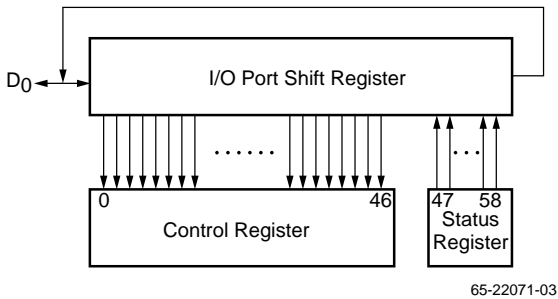 D0
I/O Port Shift Register
. . . . . .
. . .
0 46
47 58
Control Register
Status
Register
65-22071-03